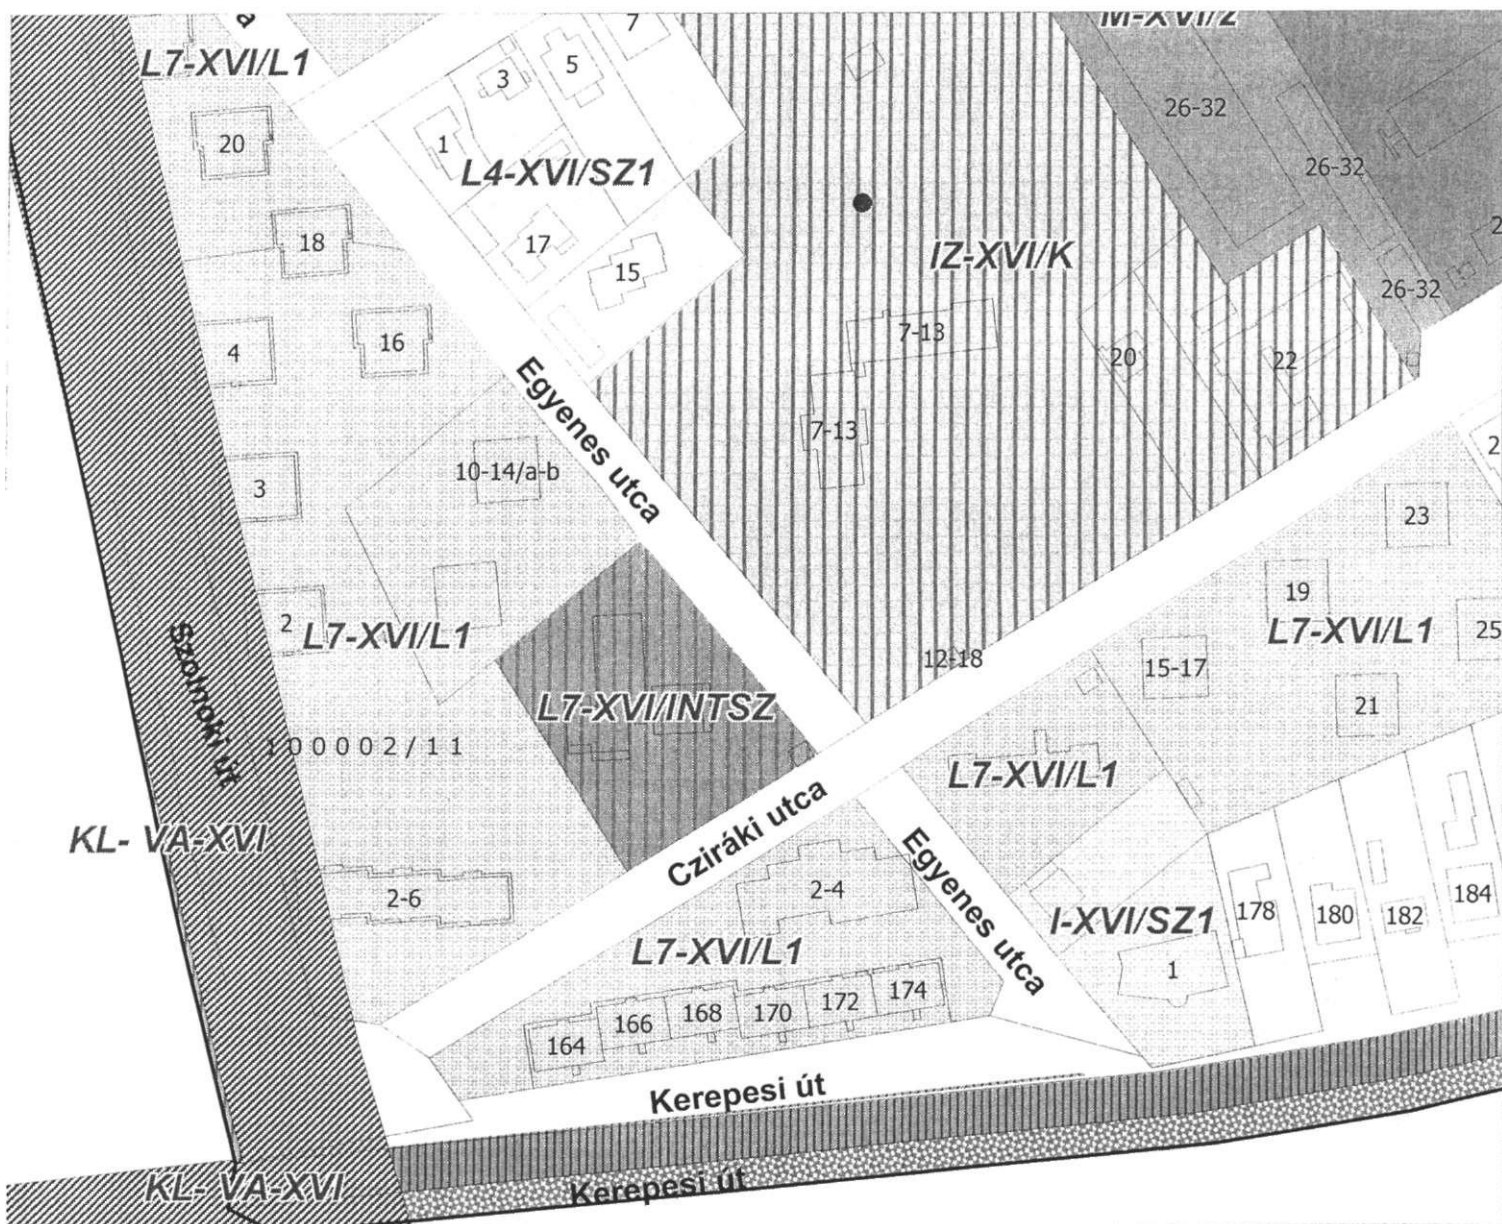 M-XVI/2
L7-XVI/L1
7
5
3
26-32
20
1
26-32
L4-XVI/SZ1
18
17
15
IZ-XVI/K
26-32
4
16
7-13
20
22
Egyenes utca
7-13
3
10-14/a-b
23
2
L7-XVI/L1
19
L7-XVI/L1
25
Szolnoki út
12-18
15-17
21
L7-XVI/INTSZ
100002/11
L7-XVI/L1
KL- VA-XVI
Cziráki utca
Egyenes utca
2-6
2-4
178
180
182
184
I-XVI/SZ1
L7-XVI/L1
1
164
166
168
170
172
174
Kerepesi út
KL- VA-XVI
Kerepesi út